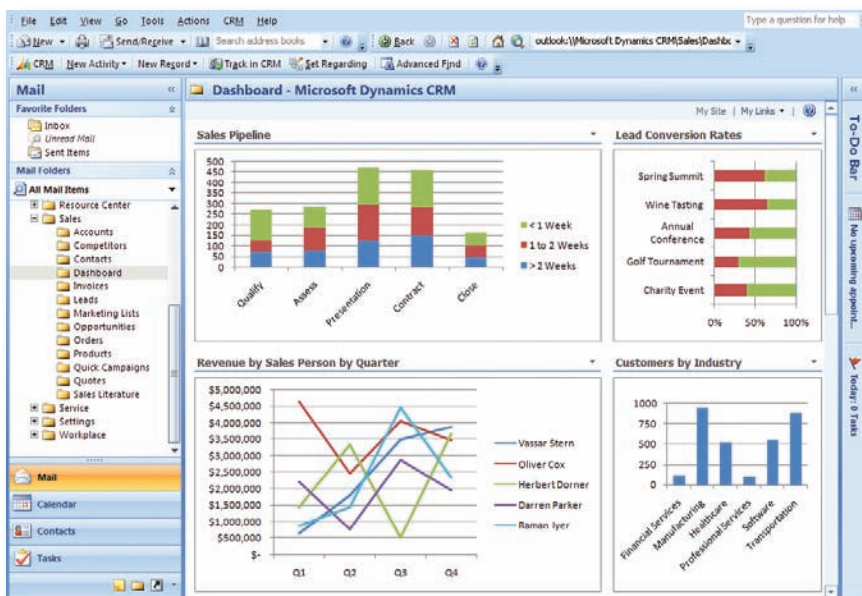 File Edit View Go Tools Actions CRM Help
Type a question for help
New Send/Receive Search address books Back outlook:\\Microsoft Dynamics CRM\Sales\Dashbc
CRM New Activity New Record Track in CRM Set Regarding Advanced Find
Mail
Favorite Folders
Inbox
Unread Mail
Sent Items
Mail Folders
All Mail Items
Resource Center
Sales
Accounts
Competitors
Contacts
Dashboard
Invoices
Leads
Marketing Lists
Opportunities
Orders
Products
Quick Campaigns
Quotes
Sales Literature
Service
Settings
Workplace
Mail
Calendar
Contacts
Tasks
Dashboard - Microsoft Dynamics CRM
My Site | My Links |
Sales Pipeline
500
450
400
350
300
250
200
150
100
50
0
Qualify
Assess
Presentation
Contract
Close
< 1 Week
1 to 2 Weeks
> 2 Weeks
Lead Conversion Rates
Spring Summit
Wine Tasting
Annual
Conference
Golf Tournament
Charity Event
0% 50% 100%
Revenue by Sales Person by Quarter
$5,000,000
$4,500,000
$4,000,000
$3,500,000
$3,000,000
$2,500,000
$2,000,000
$1,500,000
$1,000,000
$500,000
$-
Q1 Q2 Q3 Q4
Vassar Stern
Oliver Cox
Herbert Dorner
Darren Parker
Raman Iyer
Customers by Industry
1000
750
500
250
0
Financial Services
Manufacturing
Healthcare
Professional Services
Software
Transportation
To-Do Bar
No upcoming appoint...
Today: 0 Tasks